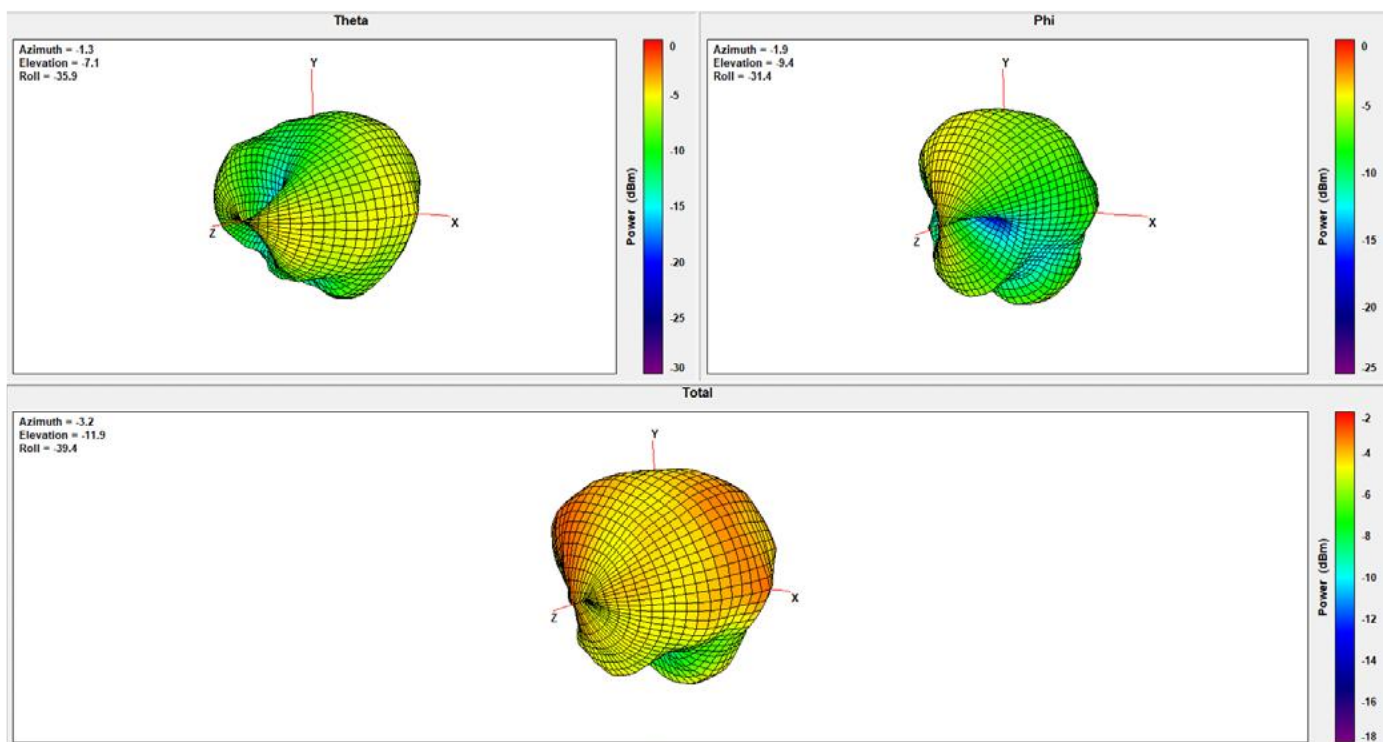 Theta
Azimuth = -1.3
Elevation = -7.1
Roll = -35.9
Y
X
Z
0
-5
-10
-15
-20
-25
-30
Power (dBm)
Phi
Azimuth = -1.9
Elevation = -9.4
Roll = -31.4
Y
X
Z
0
-5
-10
-15
-20
-25
Power (dBm)
Total
Azimuth = -3.2
Elevation = -11.9
Roll = -39.4
Y
X
Z
-2
-4
-6
-8
-10
-12
-14
-16
-18
Power (dBm)